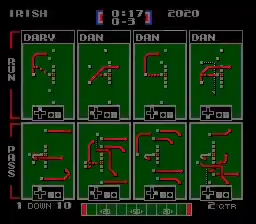 IRISH 0:17 2020
0-3
DARY DAN DAN DAN
RUN
PASS
1 DOWN 10 2 QTR